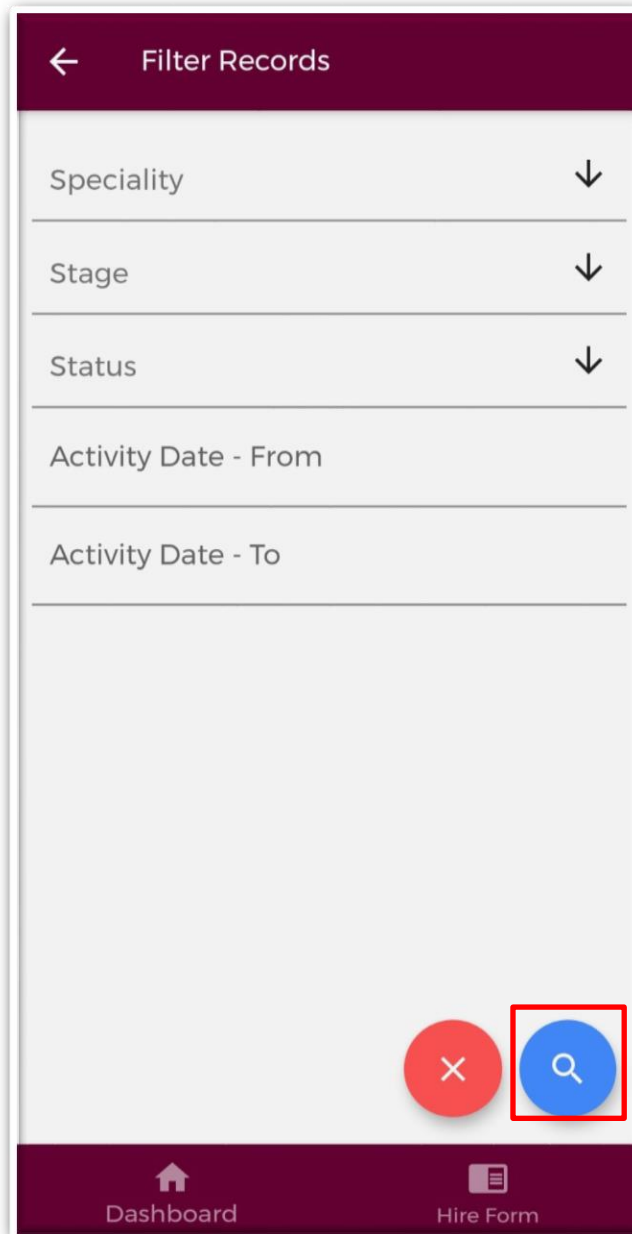 Filter Records
Speciality
Stage
Status
Activity Date - From
Activity Date - To
Dashboard
Hire Form